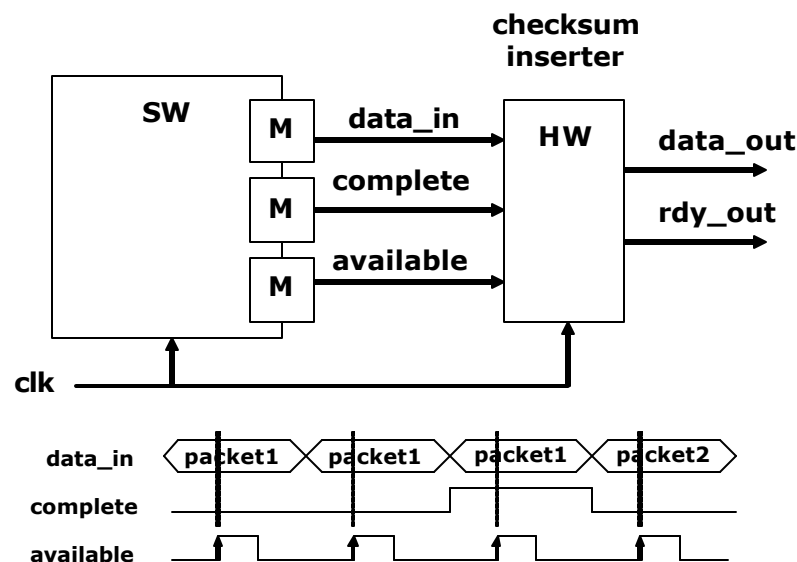 checksum
inserter
SW
M
data_in
HW
data_out
M
complete
rdy_out
M
available
clk
data_in
packet1
packet1
packet1
packet2
complete
available